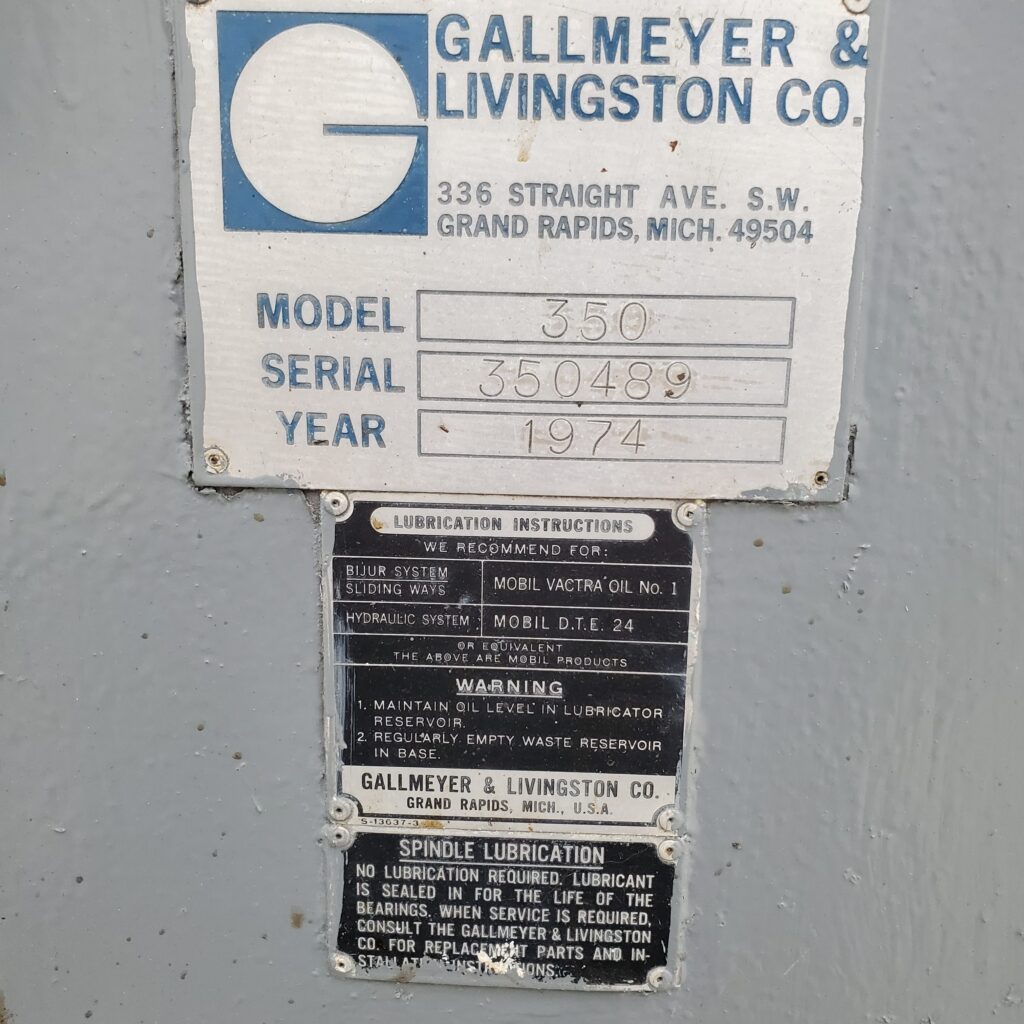 GALLMEYER &
LIVINGSTON CO.
336 STRAIGHT AVE. S.W.
GRAND RAPIDS, MICH. 49504
MODEL 350
SERIAL 350489
YEAR 1974
LUBRICATION INSTRUCTIONS
WE RECOMMEND FOR:
BIJUR SYSTEM
SLIDING WAYS
MOBIL VACTRA OIL No. 1
HYDRAULIC SYSTEM MOBIL D.T.E. 24
OR EQUIVALENT
THE ABOVE ARE MOBIL PRODUCTS
WARNING
1. MAINTAIN OIL LEVEL IN LUBRICATOR
RESERVOIR.
2. REGULARLY EMPTY WASTE RESERVOIR
IN BASE.
GALLMEYER & LIVINGSTON CO.
GRAND RAPIDS, MICH., U.S.A.
S-13637-3
SPINDLE LUBRICATION
NO LUBRICATION REQUIRED. LUBRICANT
IS SEALED IN FOR THE LIFE OF THE
BEARINGS. WHEN SERVICE IS REQUIRED,
CONSULT THE GALLMEYER & LIVINGSTON
CO. FOR REPLACEMENT PARTS AND IN-
STALLATION INSTRUCTIONS.